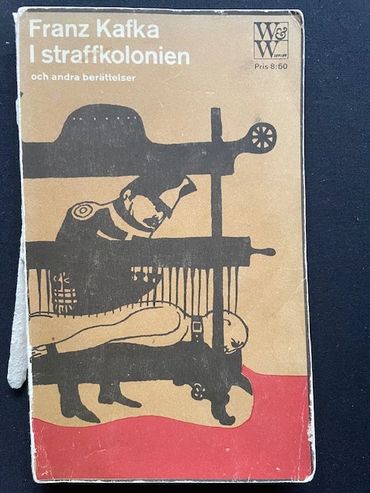 Franz Kafka
I straffkolonien
och andra berättelser
W&
W
Pris 8:50